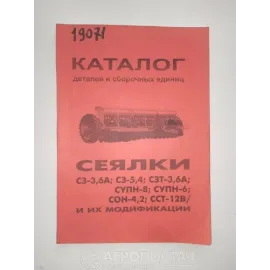 19071
КАТАЛОГ
деталей и сборочных единиц
СЕЯЛКИ
СЗ-3,6А; СЗ-5,4; СЗТ-3,6А;
СУПН-8; СУПН-6;
СОН-4,2; ССТ-12В/
И ИХ МОДИФИКАЦИИ